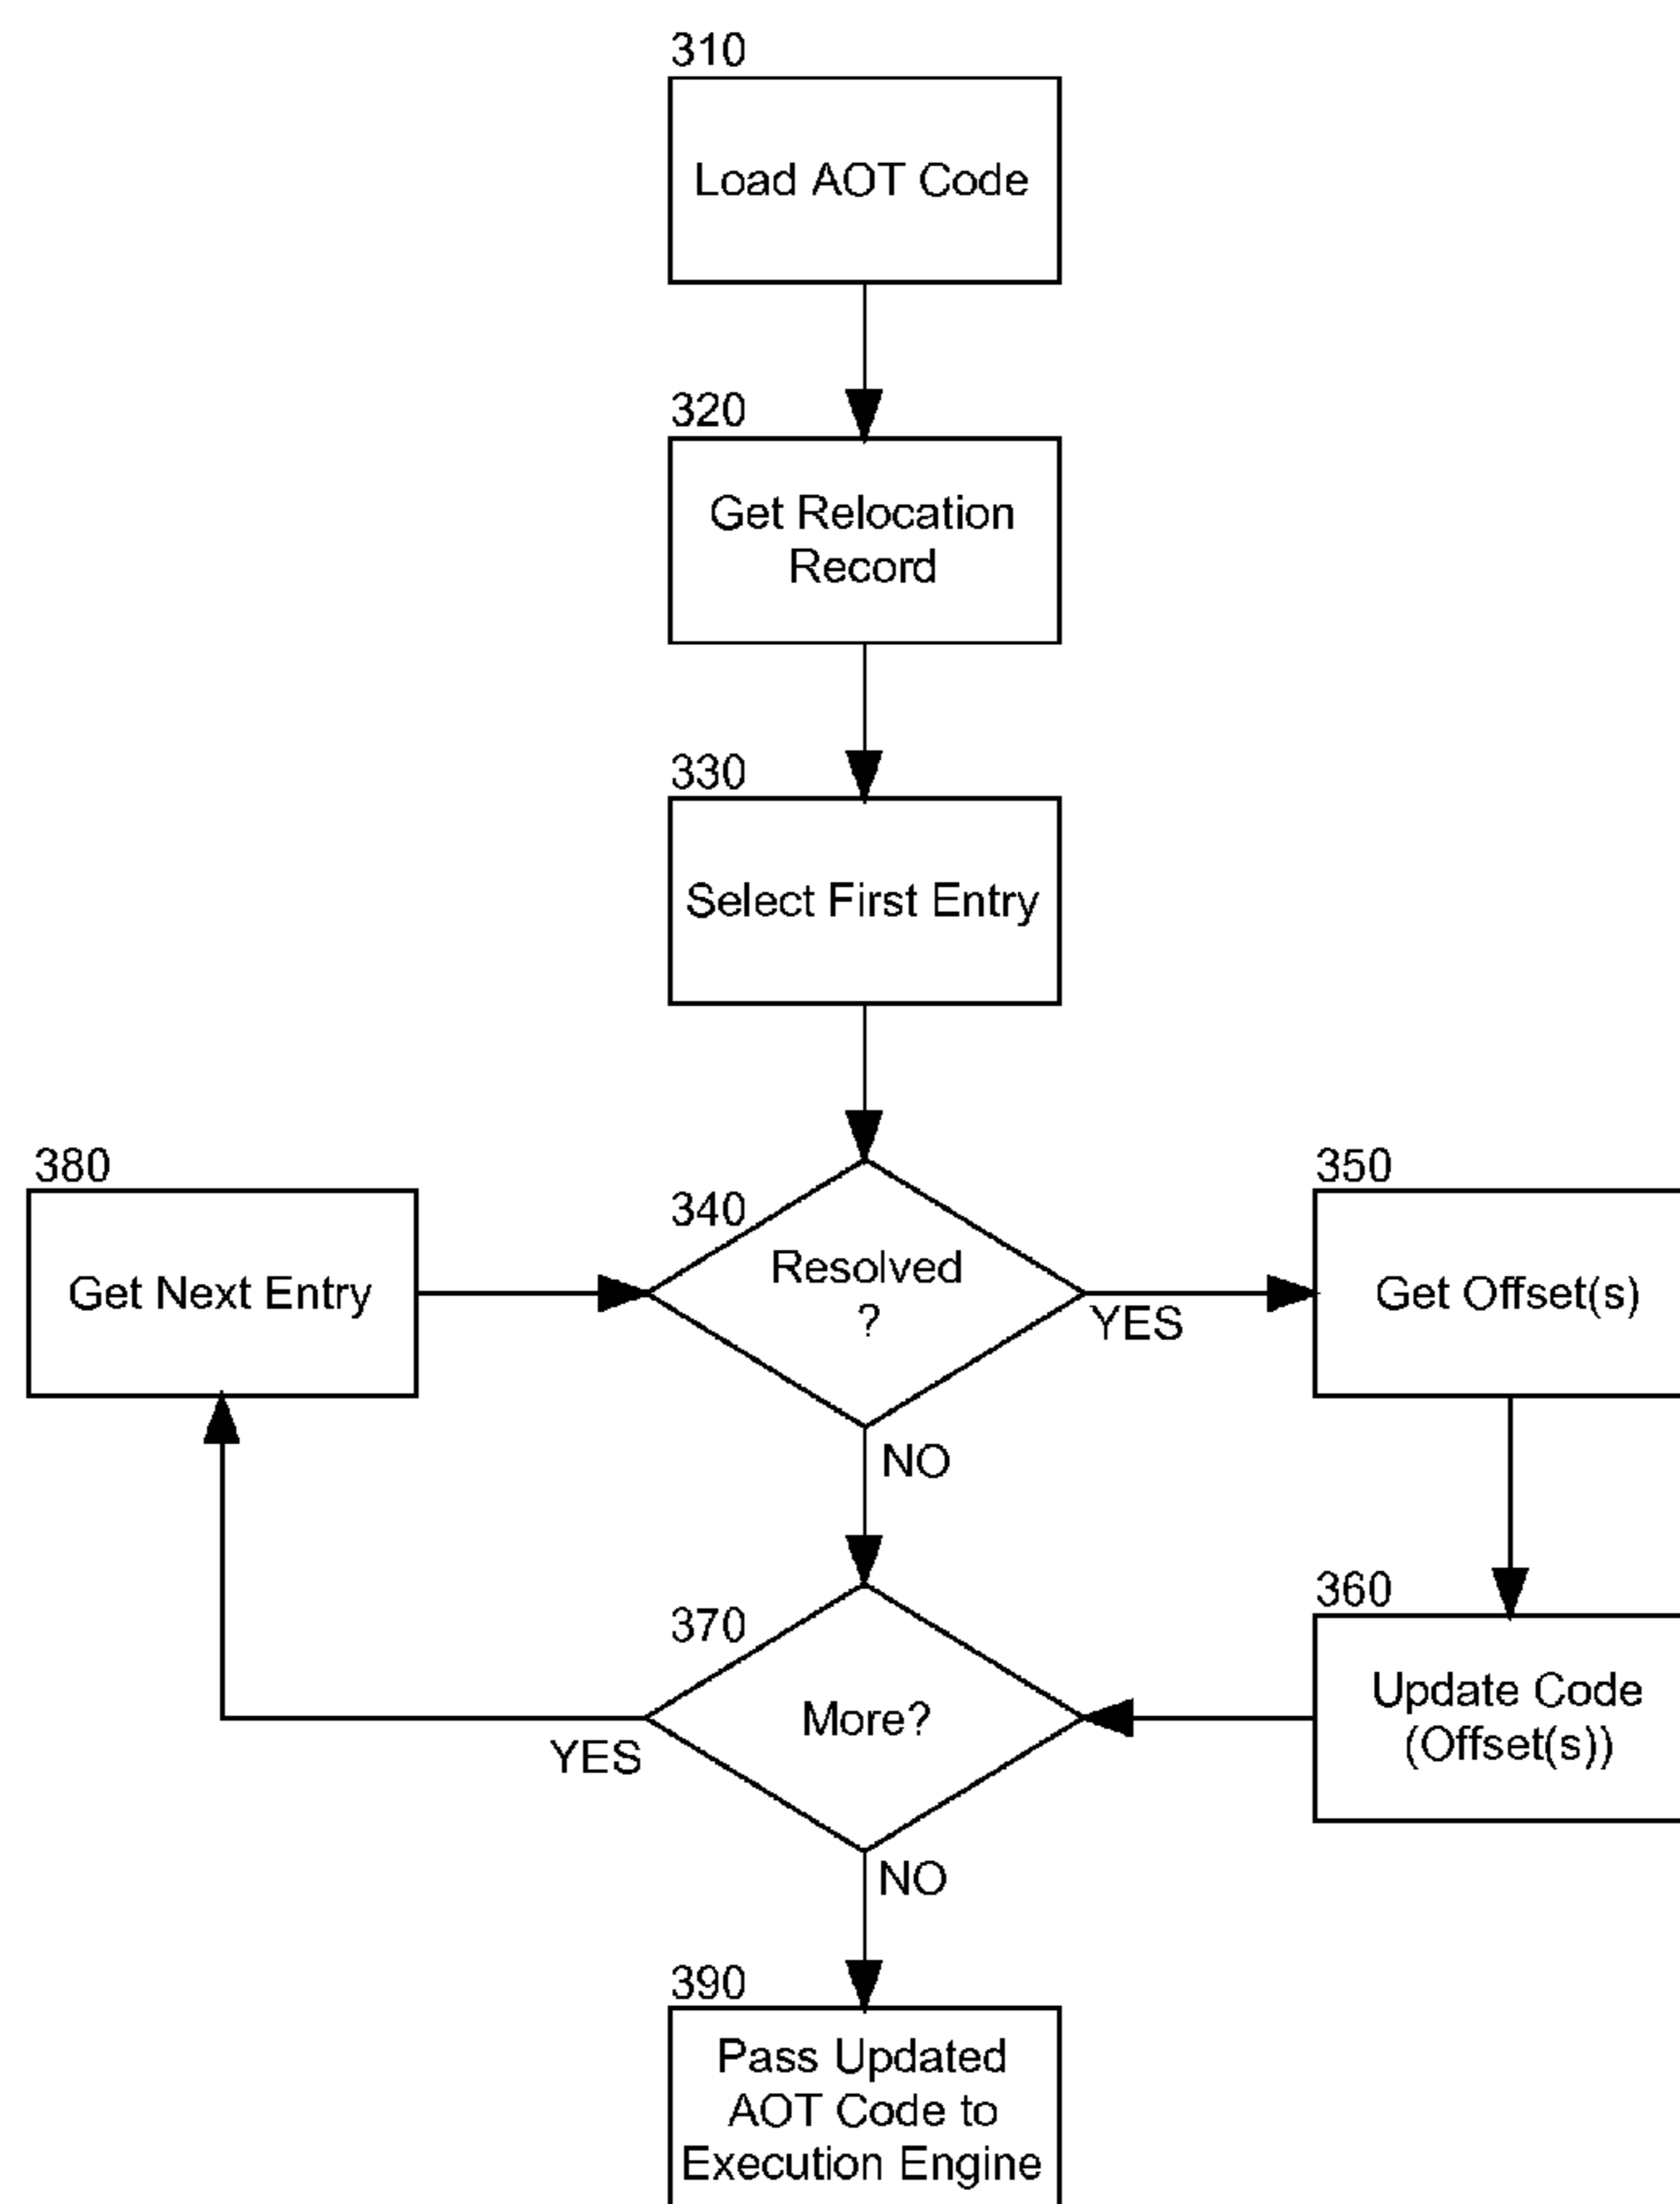 310
Load AOT Code
320
Get Relocation
Record
330
Select First Entry
380
Get Next Entry
340
Resolved
?
YES
350
Get Offset(s)
NO
360
Update Code
(Offset(s))
370
More?
YES
NO
390
Pass Updated
AOT Code to
Execution Engine